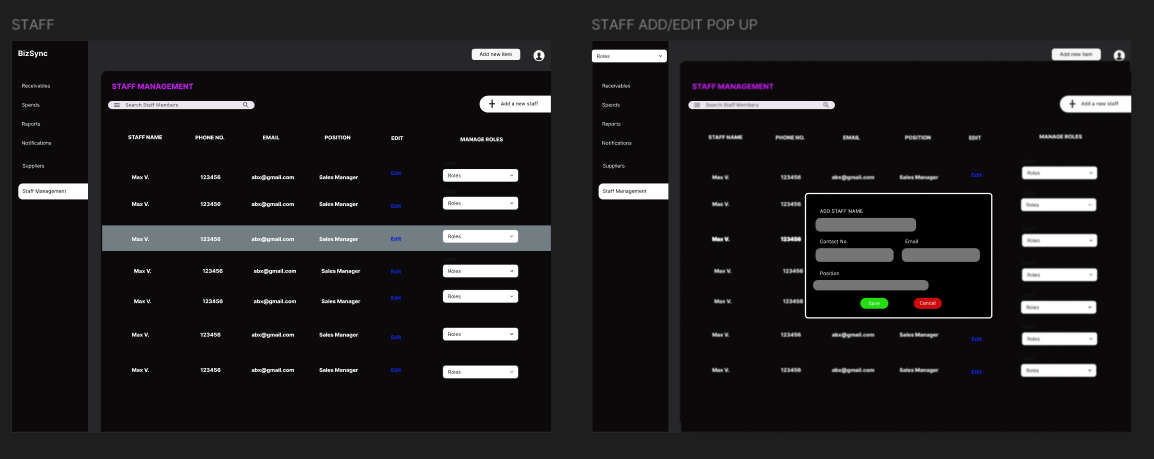 STAFF
BizSync
Add new item
Receivables
Spends
Reports
Notifications
Suppliers
Staff Management
STAFF MANAGEMENT
Search Staff Members
Add a new staff
STAFF NAME PHONE NO. EMAIL POSITION EDIT MANAGE ROLES
Max V. 123456 abx@gmail.com Sales Manager Edit Roles
Max V. 123456 abx@gmail.com Sales Manager Edit Roles
Max V. 123456 abx@gmail.com Sales Manager Edit Roles
Max V. 123456 abx@gmail.com Sales Manager Edit Roles
Max V. 123456 abx@gmail.com Sales Manager Edit Roles
Max V. 123456 abx@gmail.com Sales Manager Edit Roles
Max V. 123456 abx@gmail.com Sales Manager Edit Roles
STAFF ADD/EDIT POP UP
Roles
Add new item
Receivables
Spends
Reports
Notifications
Suppliers
Staff Management
STAFF MANAGEMENT
Search Staff Members
Add a new staff
STAFF NAME PHONE NO. EMAIL POSITION EDIT MANAGE ROLES
Max V. 123456 abx@gmail.com Sales Manager Edit Roles
Max V. 123456 Roles
Max V. 123456 Roles
Max V. 123456 Roles
Max V. 123456 Roles
Max V. 123456 abx@gmail.com Sales Manager Edit Roles
Max V. 123456 abx@gmail.com Sales Manager Edit Roles
ADD STAFF NAME
Contact No. Email
Position
Save Cancel